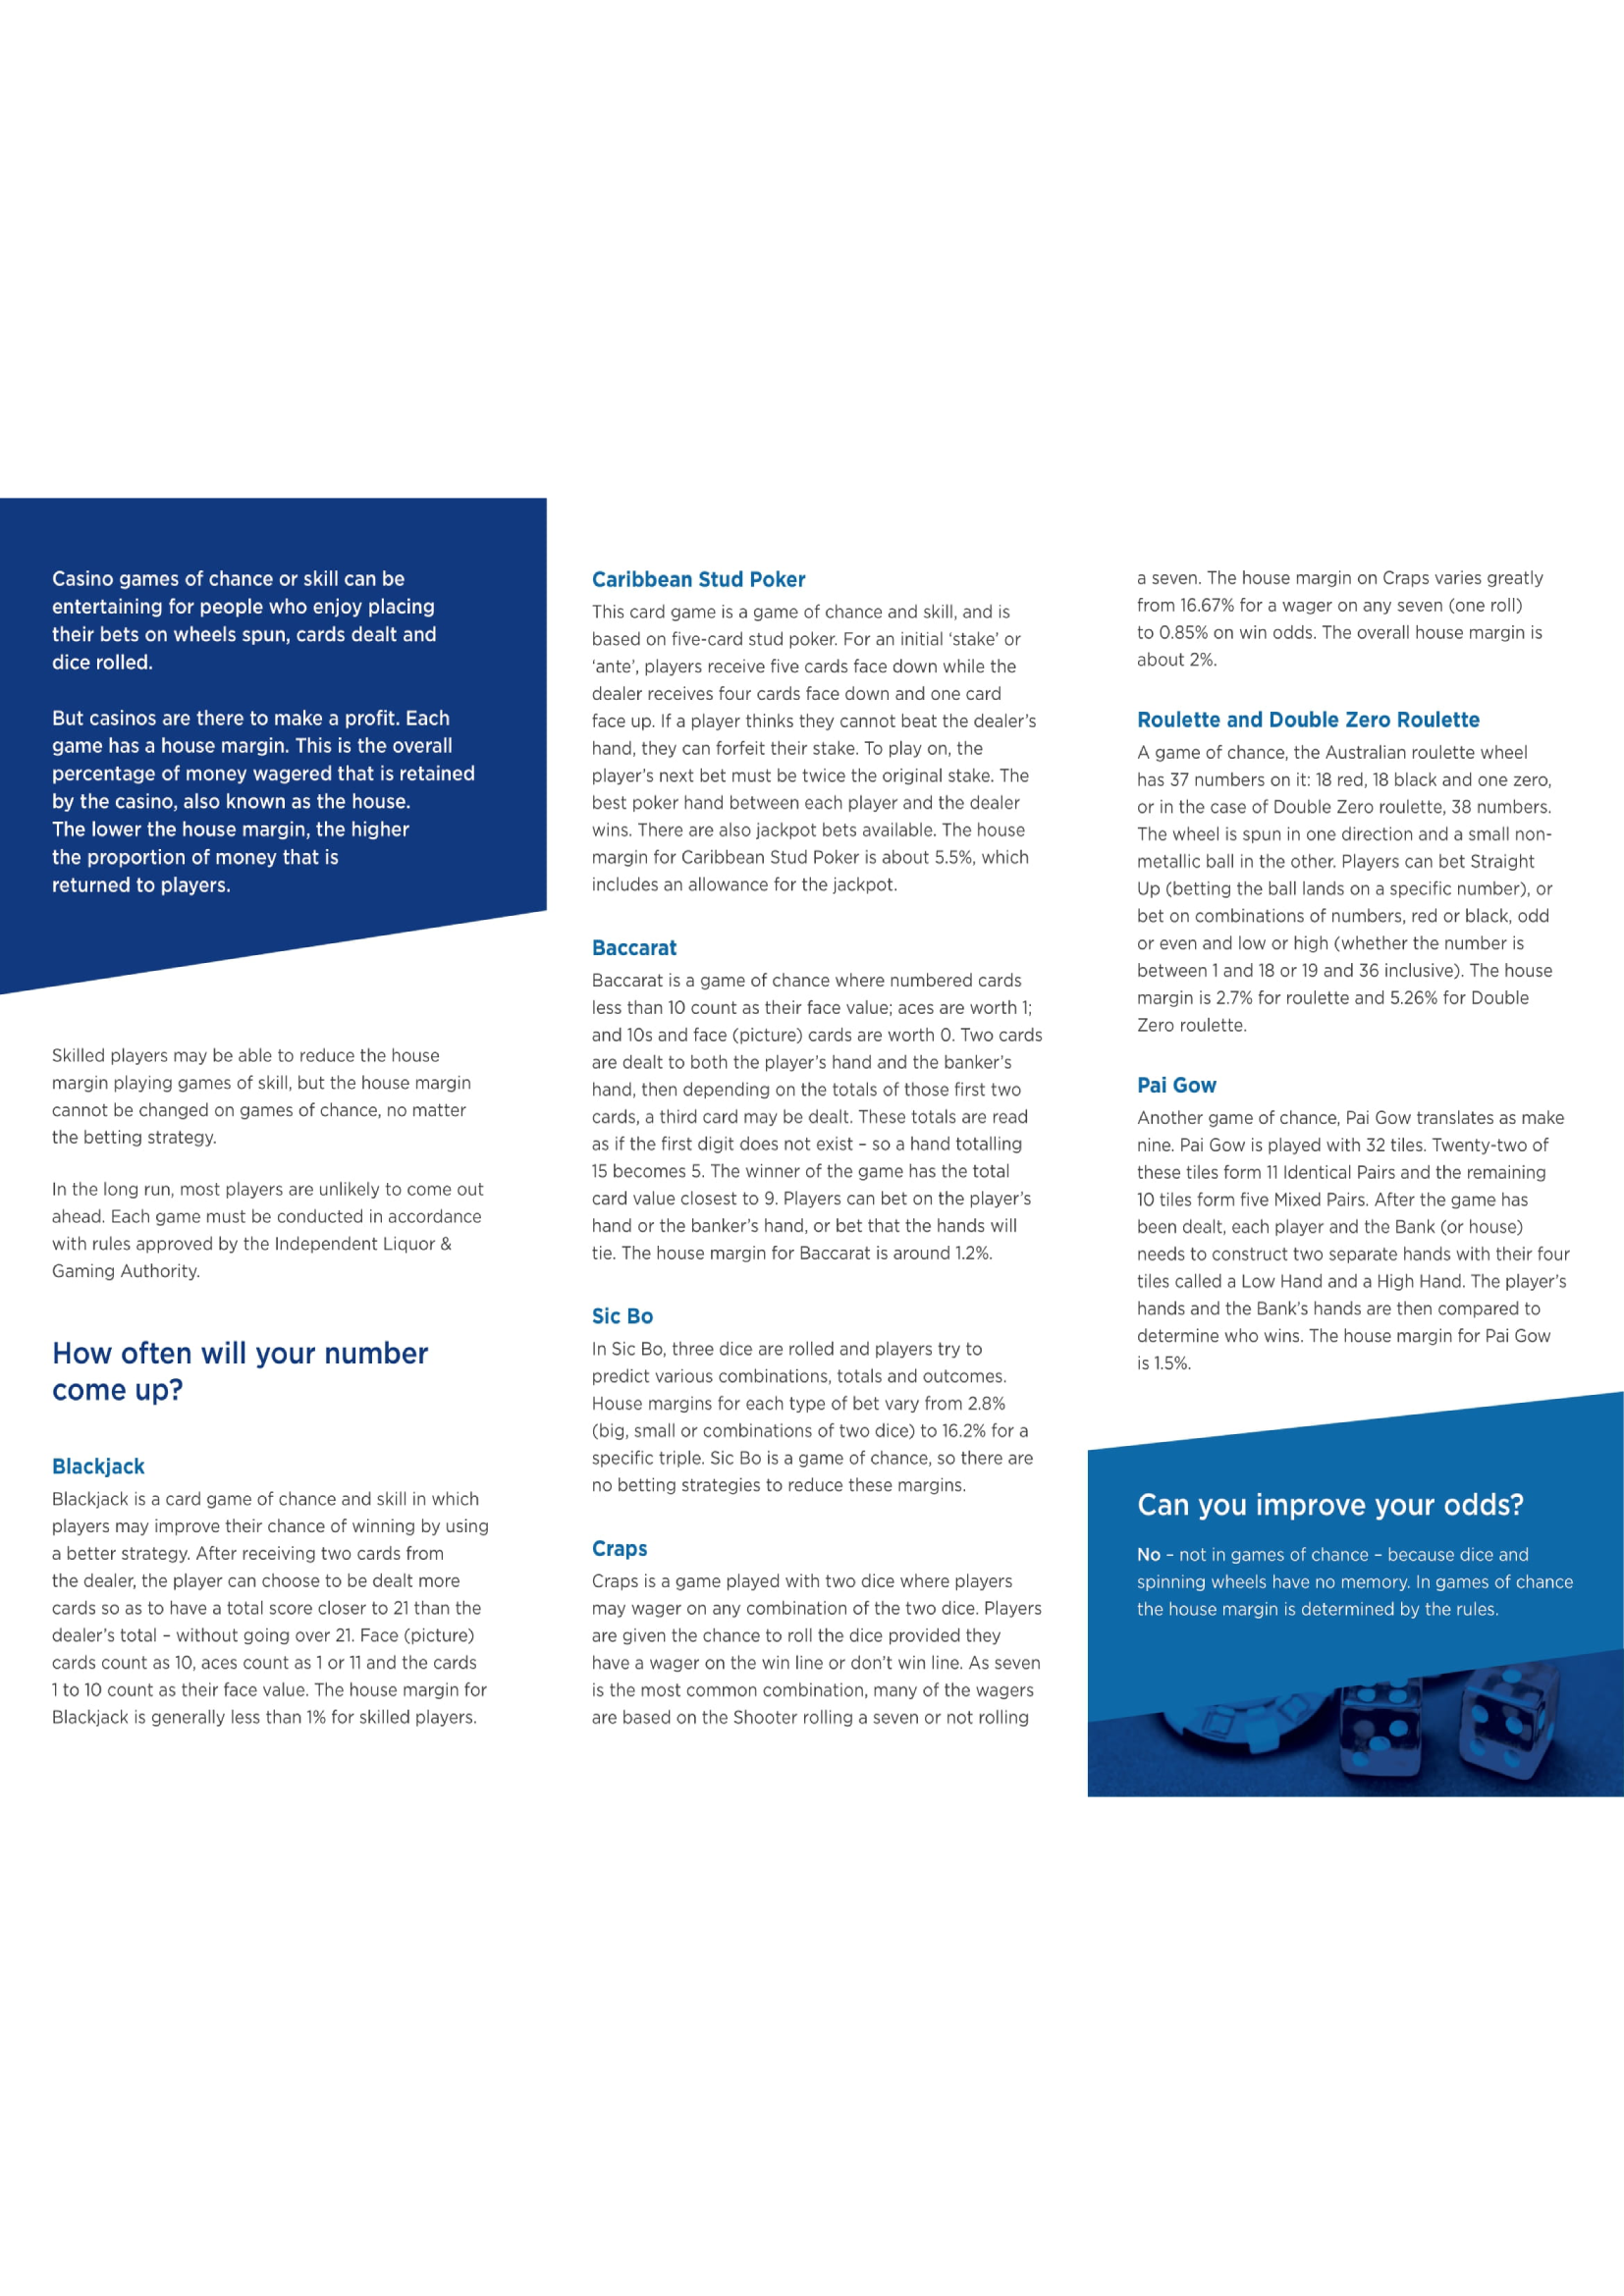 Casino games of chance or skill can be
entertaining for people who enjoy placing
their bets on wheels spun, cards dealt and
dice rolled.
But casinos are there to make a profit. Each
game has a house margin. This is the overall
percentage of money wagered that is retained
by the casino, also known as the house.
The lower the house margin, the higher
the proportion of money that is
returned to players.
Skilled players may be able to reduce the house
margin playing games of skill, but the house margin
cannot be changed on games of chance, no matter
the betting strategy.
In the long run, most players are unlikely to come out
ahead. Each game must be conducted in accordance
with rules approved by the Independent Liquor &
Gaming Authority.
How often will your number
come up?
Blackjack
Blackjack is a card game of chance and skill in which
players may improve their chance of winning by using
a better strategy. After receiving two cards from
the dealer, the player can choose to be dealt more
cards so as to have a total score closer to 21 than the
dealer's total – without going over 21. Face (picture)
cards count as 10, aces count as 1 or 11 and the cards
1 to 10 count as their face value. The house margin for
Blackjack is generally less than 1% for skilled players.
Caribbean Stud Poker
This card game is a game of chance and skill, and is
based on five-card stud poker. For an initial ‘stake’ or
‘ante’, players receive five cards face down while the
dealer receives four cards face down and one card
face up. If a player thinks they cannot beat the dealer's
hand, they can forfeit their stake. To play on, the
player's next bet must be twice the original stake. The
best poker hand between each player and the dealer
wins. There are also jackpot bets available. The house
margin for Caribbean Stud Poker is about 5.5%, which
includes an allowance for the jackpot.
Baccarat
Baccarat is a game of chance where numbered cards
less than 10 count as their face value; aces are worth 1;
and 10s and face (picture) cards are worth 0. Two cards
are dealt to both the player's hand and the banker's
hand, then depending on the totals of those first two
cards, a third card may be dealt. These totals are read
as if the first digit does not exist – so a hand totalling
15 becomes 5. The winner of the game has the total
card value closest to 9. Players can bet on the player's
hand or the banker's hand, or bet that the hands will
tie. The house margin for Baccarat is around 1.2%.
Sic Bo
In Sic Bo, three dice are rolled and players try to
predict various combinations, totals and outcomes.
House margins for each type of bet vary from 2.8%
(big, small or combinations of two dice) to 16.2% for a
specific triple. Sic Bo is a game of chance, so there are
no betting strategies to reduce these margins.
Craps
Craps is a game played with two dice where players
may wager on any combination of the two dice. Players
are given the chance to roll the dice provided they
have a wager on the win line or don't win line. As seven
is the most common combination, many of the wagers
are based on the Shooter rolling a seven or not rolling
a seven. The house margin on Craps varies greatly
from 16.67% for a wager on any seven (one roll)
to 0.85% on win odds. The overall house margin is
about 2%.
Roulette and Double Zero Roulette
A game of chance, the Australian roulette wheel
has 37 numbers on it: 18 red, 18 black and one zero,
or in the case of Double Zero roulette, 38 numbers.
The wheel is spun in one direction and a small non-
metallic ball in the other. Players can bet Straight
Up (betting the ball lands on a specific number), or
bet on combinations of numbers, red or black, odd
or even and low or high (whether the number is
between 1 and 18 or 19 and 36 inclusive). The house
margin is 2.7% for roulette and 5.26% for Double
Zero roulette.
Pai Gow
Another game of chance, Pai Gow translates as make
nine. Pai Gow is played with 32 tiles. Twenty-two of
these tiles form 11 Identical Pairs and the remaining
10 tiles form five Mixed Pairs. After the game has
been dealt, each player and the Bank (or house)
needs to construct two separate hands with their four
tiles called a Low Hand and a High Hand. The player's
hands and the Bank's hands are then compared to
determine who wins. The house margin for Pai Gow
is 1.5%.
Can you improve your odds?
No – not in games of chance – because dice and
spinning wheels have no memory. In games of chance
the house margin is determined by the rules.